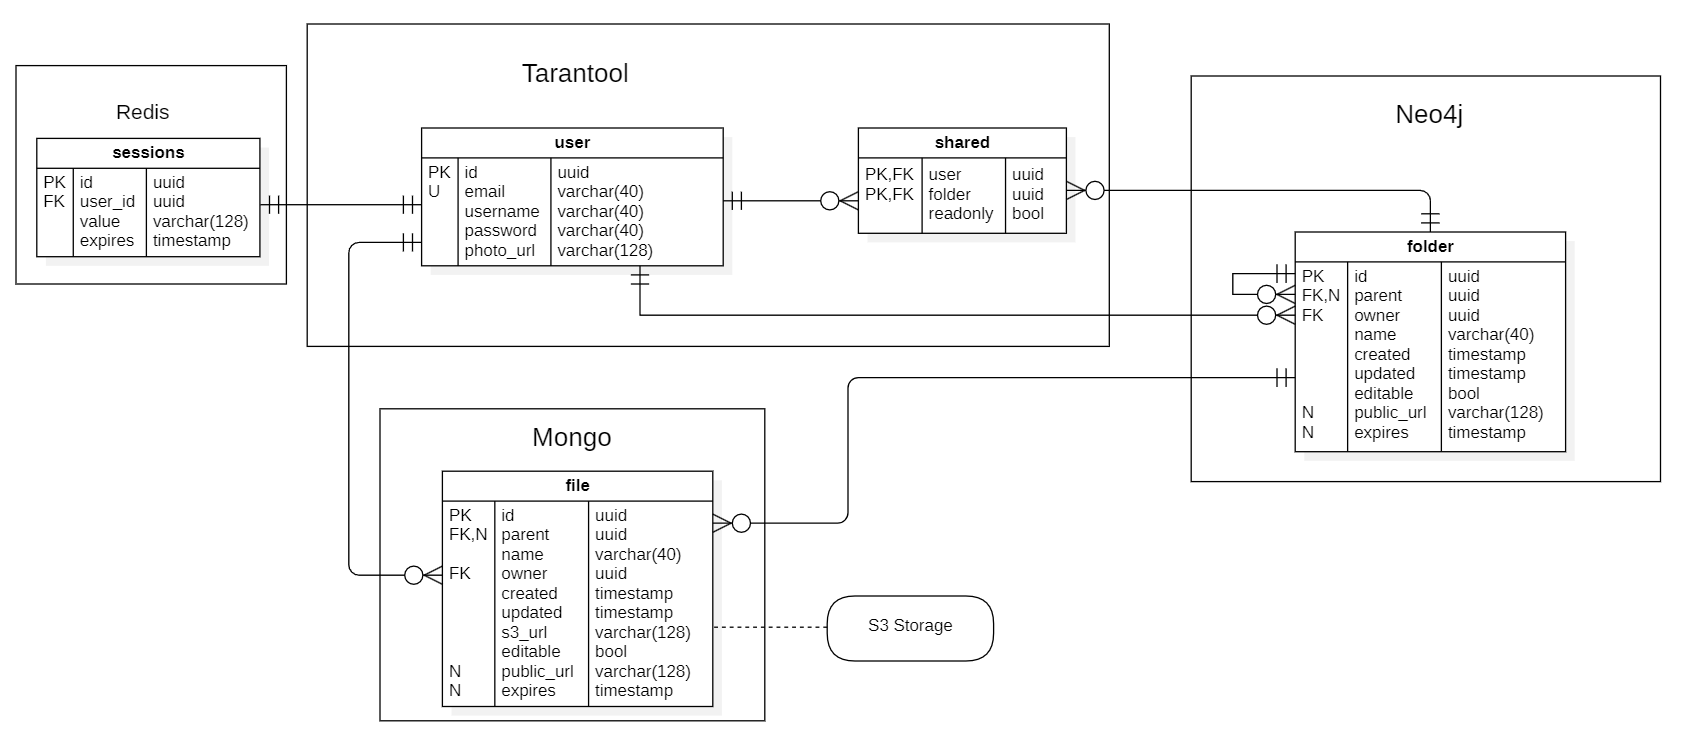 Redis
sessions
PK id uuid
FK user_id uuid
value varchar(128)
expires timestamp
Tarantool
user
PK id uuid
U email varchar(40)
username varchar(40)
password varchar(40)
photo_url varchar(128)
shared
PK,FK user uuid
PK,FK folder uuid
readonly bool
Neo4j
folder
PK id uuid
FK,N parent uuid
FK owner uuid
name varchar(40)
created timestamp
updated timestamp
editable bool
N public_url varchar(128)
N expires timestamp
Mongo
file
PK id uuid
FK,N parent uuid
name varchar(40)
FK owner uuid
created timestamp
updated timestamp
s3_url varchar(128)
editable bool
N public_url varchar(128)
N expires timestamp
S3 Storage